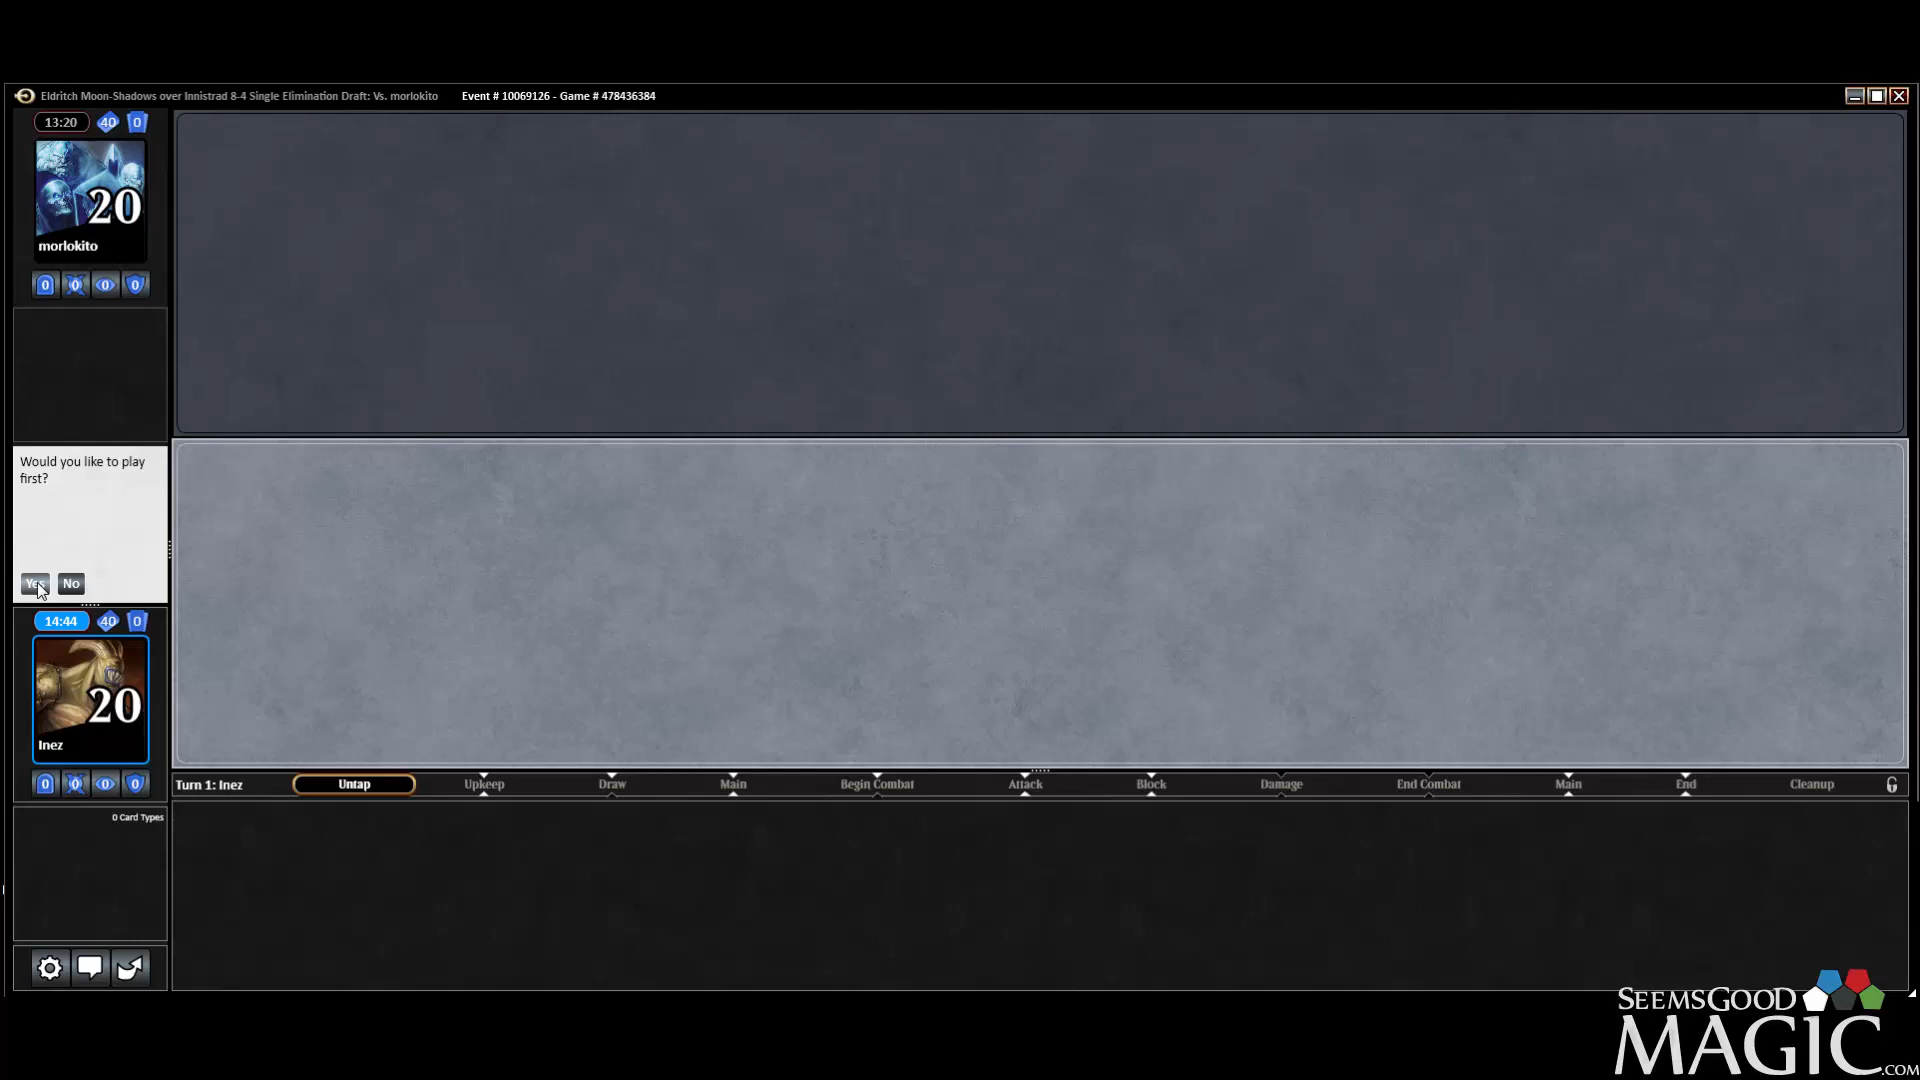 Eldritch Moon-Shadows over Innistrad 8-4 Single Elimination Draft: Vs. morlokito Event # 10069126 - Game # 478436384
13:20 40 0
20
morlokito
0 0 0 0
Would you like to play
first?
Yes No
14:44 40 0
20
Inez
0 0 0 0
Turn 1: Inez Untap Upkeep Draw Main Begin Combat Attack Block Damage End Combat Main End Cleanup
0 Card Types
SEEMSGOOD
MAGIC.COM